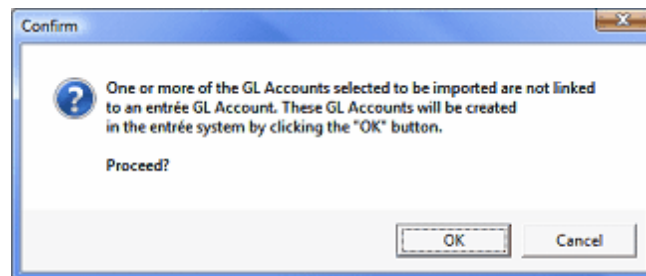 Confirm
One or more of the GL Accounts selected to be imported are not linked
to an entrée GL Account. These GL Accounts will be created
in the entrée system by clicking the "OK" button.
Proceed?
OK
Cancel